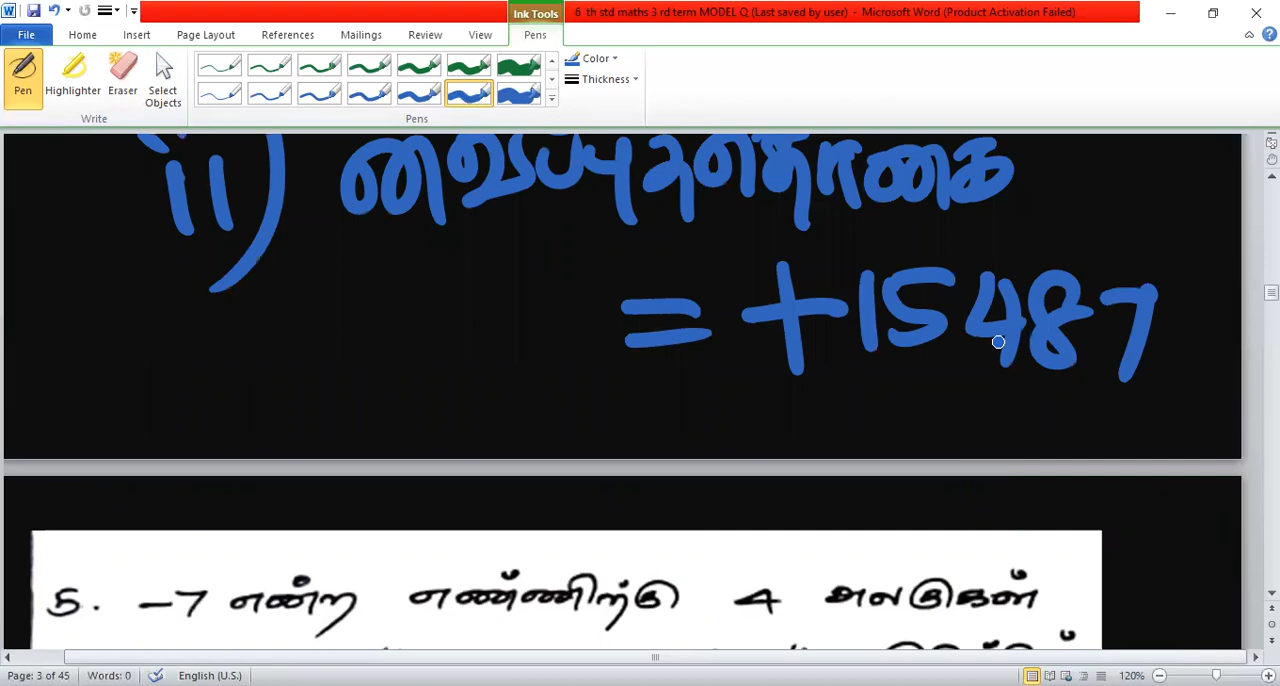 File
Home
Insert
Page Layout
References
Mailings
Review
View
Ink Tools
Pens
6 th std maths 3 rd term MODEL Q (Last saved by user) - Microsoft Word (Product Activation Failed)
Pen
Highlighter
Eraser
Select Objects
Color
Thickness
Write
Pens
ii) வைப்புத்தொகை
= +15487
5. -7 என்ற எண்ணிற்கு 4 அலகுகள்
Page: 3 of 45
Words: 0
English (U.S.)
120%